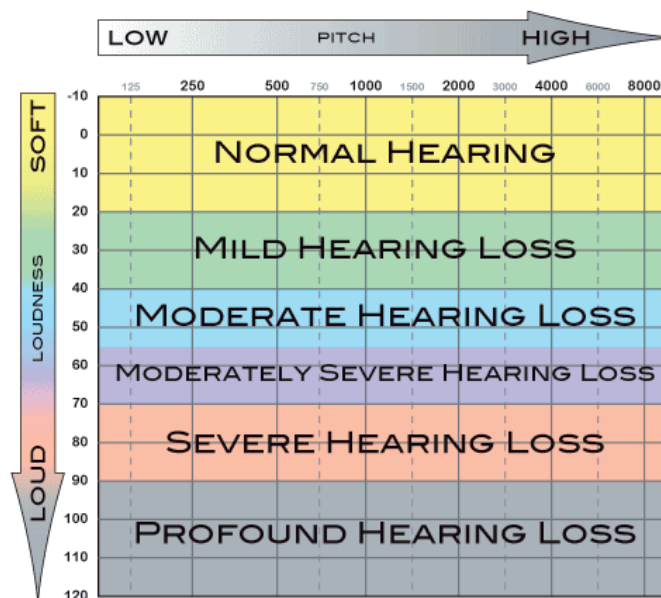 LOW PITCH HIGH
125 250 500 750 1000 1500 2000 3000 4000 6000 8000
SOFT
LOUDNESS
LOUD
-10
0
10
20
30
40
50
60
70
80
90
100
110
120
NORMAL HEARING
MILD HEARING LOSS
MODERATE HEARING LOSS
MODERATELY SEVERE HEARING LOSS
SEVERE HEARING LOSS
PROFOUND HEARING LOSS